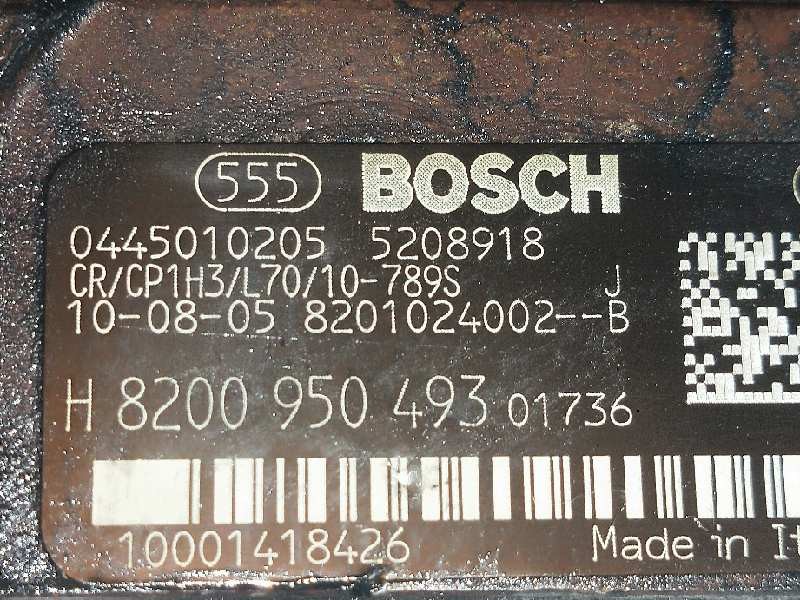 555 BOSCH
0445010205 5208918
CR/CP1H3/L70/10-789S J
10-08-05 8201024002--B
H 8200 950 493 01736
10001418426 Made in It